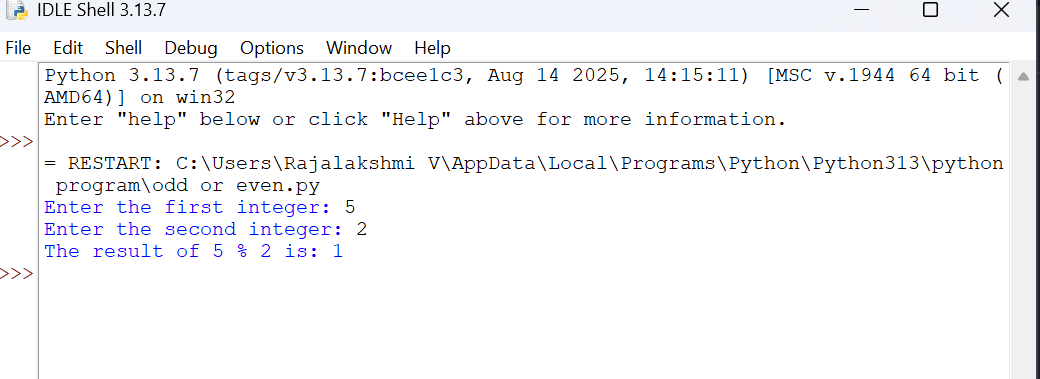 IDLE Shell 3.13.7
File Edit Shell Debug Options Window Help
Python 3.13.7 (tags/v3.13.7:bcee1c3, Aug 14 2025, 14:15:11) [MSC v.1944 64 bit (
AMD64)] on win32
Enter "help" below or click "Help" above for more information.
>>>
= RESTART: C:\Users\Rajalakshmi V\AppData\Local\Programs\Python\Python313\python
program\odd or even.py
Enter the first integer: 5
Enter the second integer: 2
The result of 5 % 2 is: 1
>>>